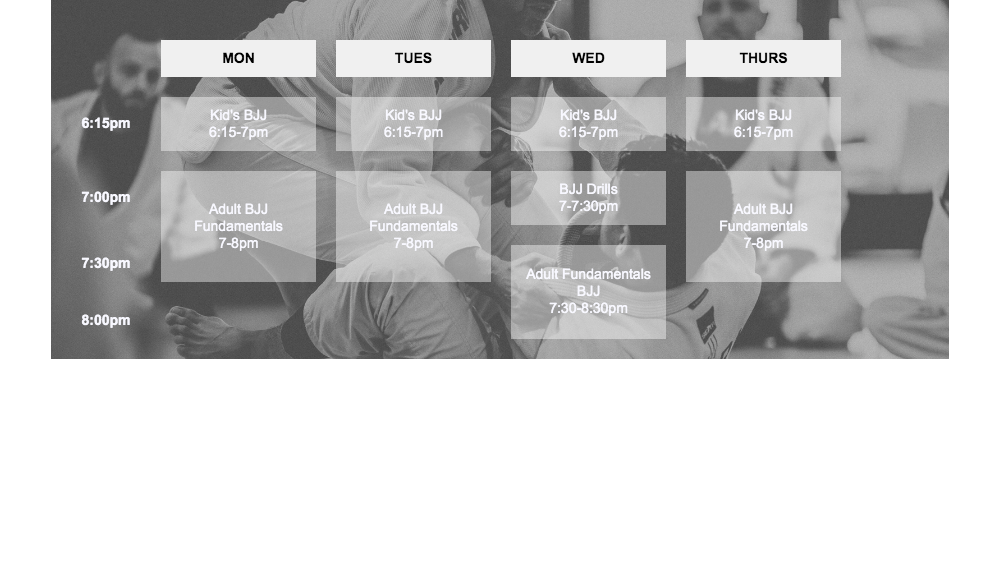 MON
TUES
WED
THURS
6:15pm
Kid's BJJ
6:15-7pm
Kid's BJJ
6:15-7pm
Kid's BJJ
6:15-7pm
Kid's BJJ
6:15-7pm
7:00pm
Adult BJJ
Fundamentals
7-8pm
Adult BJJ
Fundamentals
7-8pm
BJJ Drills
7-7:30pm
Adult BJJ
Fundamentals
7-8pm
7:30pm
Adult Fundamentals
BJJ
7:30-8:30pm
8:00pm